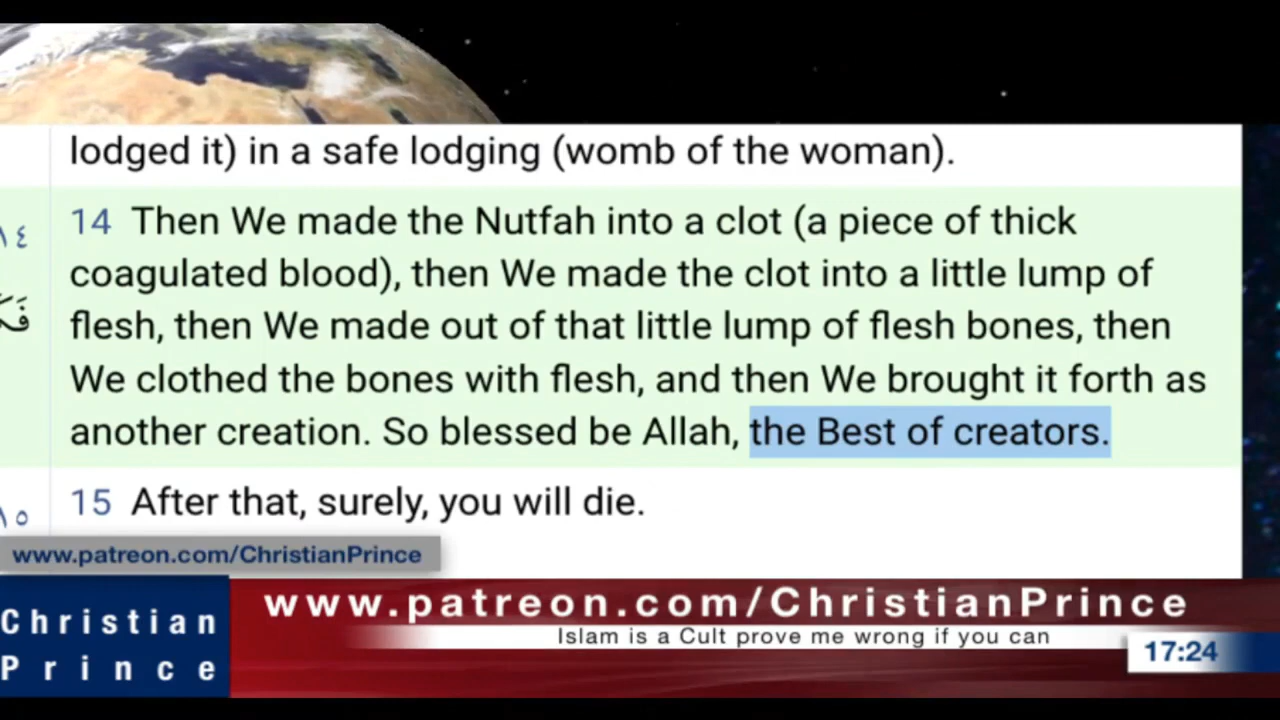 lodged it) in a safe lodging (womb of the woman).
14 Then We made the Nutfah into a clot (a piece of thick
coagulated blood), then We made the clot into a little lump of
flesh, then We made out of that little lump of flesh bones, then
We clothed the bones with flesh, and then We brought it forth as
another creation. So blessed be Allah, the Best of creators.
١٤
15 After that, surely, you will die.
١٥
www.patreon.com/ChristianPrince
www.patreon.com/ChristianPrince
Christian
Prince
Islam is a Cult prove me wrong if you can
17:24